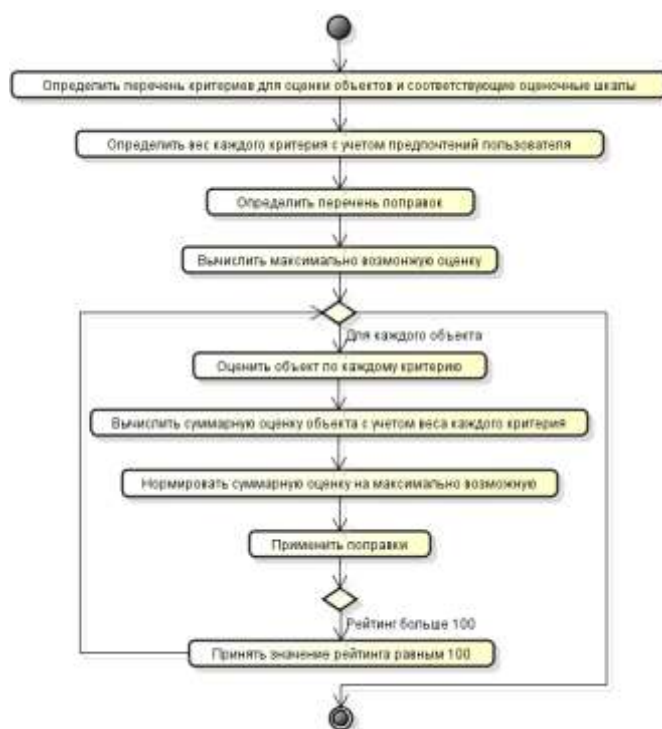 Определить перечень критериев для оценки объектов и соответствующие оценочные шкалы
Определить вес каждого критерия с учетом предпочтений пользователя
Определить перечень поправок
Вычислить максимально возможную оценку
Для каждого объекта
Оценить объект по каждому критерию
Вычислить суммарную оценку объекта с учетом веса каждого критерия
Нормировать суммарную оценку на максимально возможную
Применить поправки
Рейтинг больше 100
Принять значение рейтинга равным 100